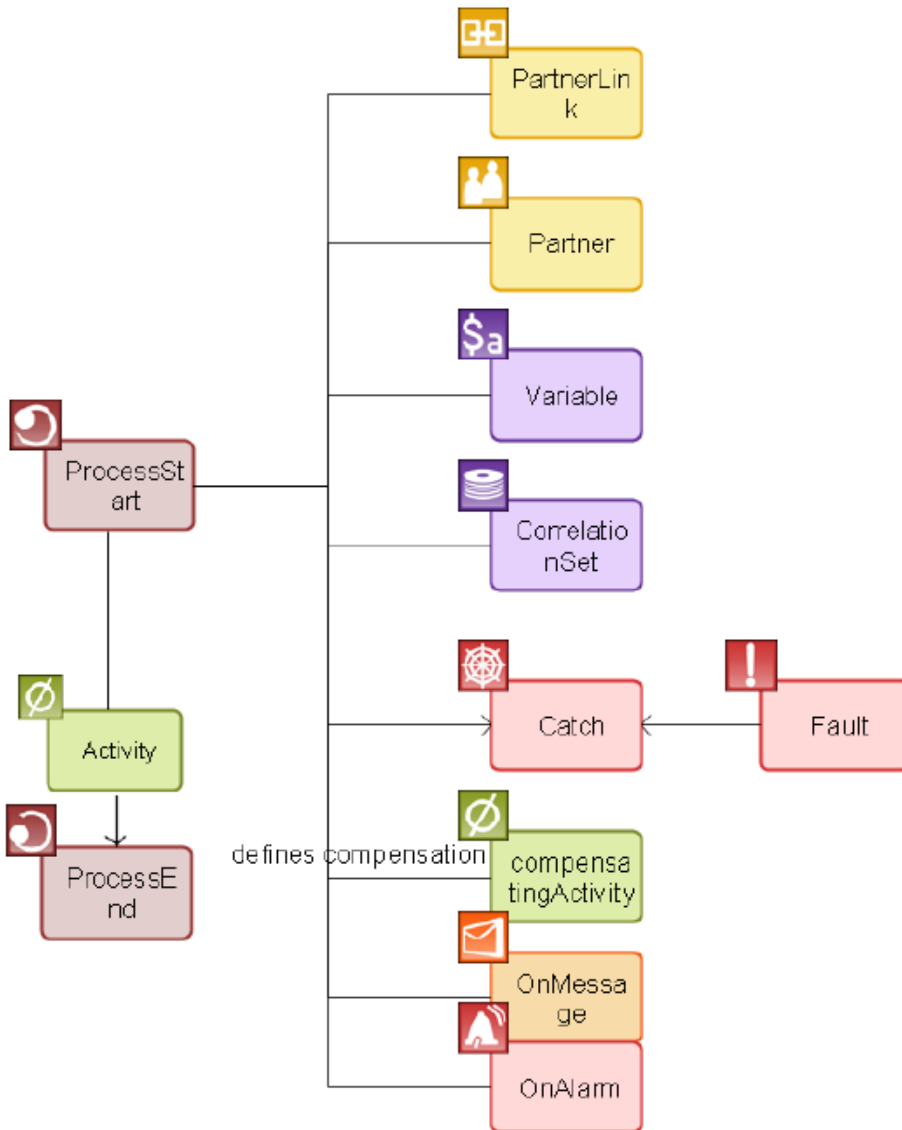 PartnerLin
k
Partner
$a
Variable
ProcessSt
art
Correlatio
nSet
Catch
Fault
Activity
defines compensation
compensa
tingActivity
ProcessE
nd
OnMessa
ge
OnAlarm